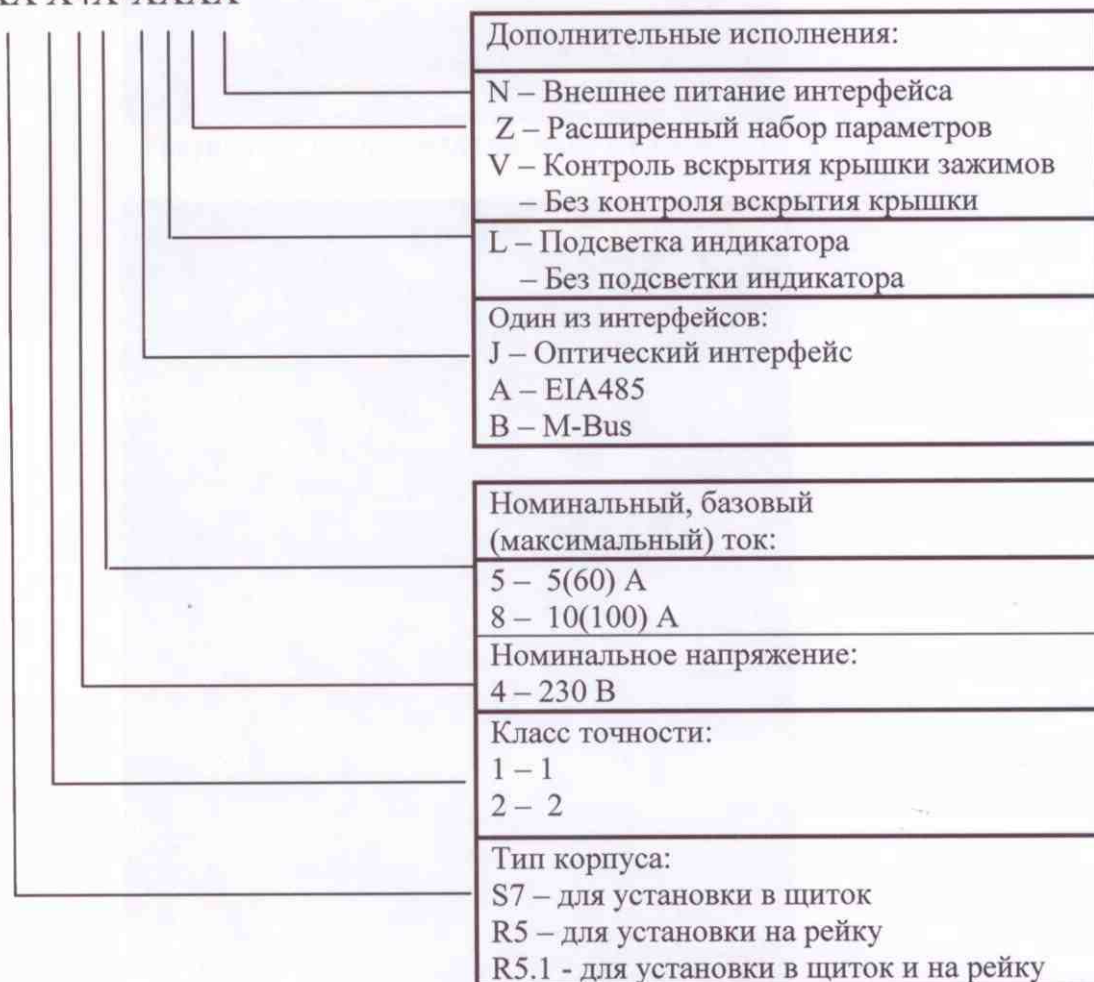 Дополнительные исполнения:
N – Внешнее питание интерфейса
Z – Расширенный набор параметров
V – Контроль вскрытия крышки зажимов
– Без контроля вскрытия крышки
L – Подсветка индикатора
– Без подсветки индикатора
Один из интерфейсов:
J – Оптический интерфейс
A – EIA485
B – M-Bus
Номинальный, базовый
(максимальный) ток:
5 – 5(60) А
8 – 10(100) А
Номинальное напряжение:
4 – 230 В
Класс точности:
1 – 1
2 – 2
Тип корпуса:
S7 – для установки в щиток
R5 – для установки на рейку
R5.1 - для установки в щиток и на рейку